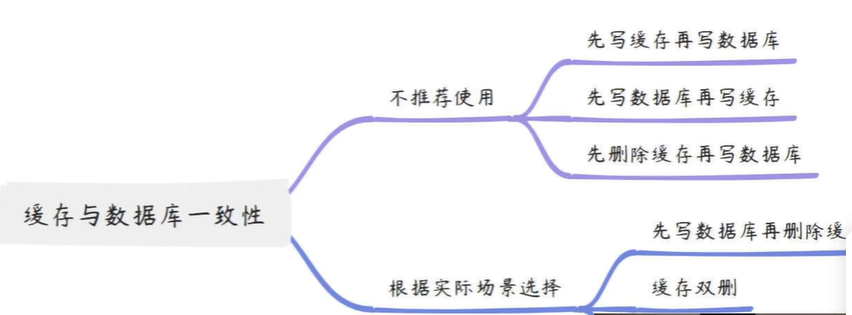 先写缓存再写数据库
不推荐使用
先写数据库再写缓存
先删除缓存再写数据库
缓存与数据库一致性
先写数据库再删除缓
根据实际场景选择
缓存双删